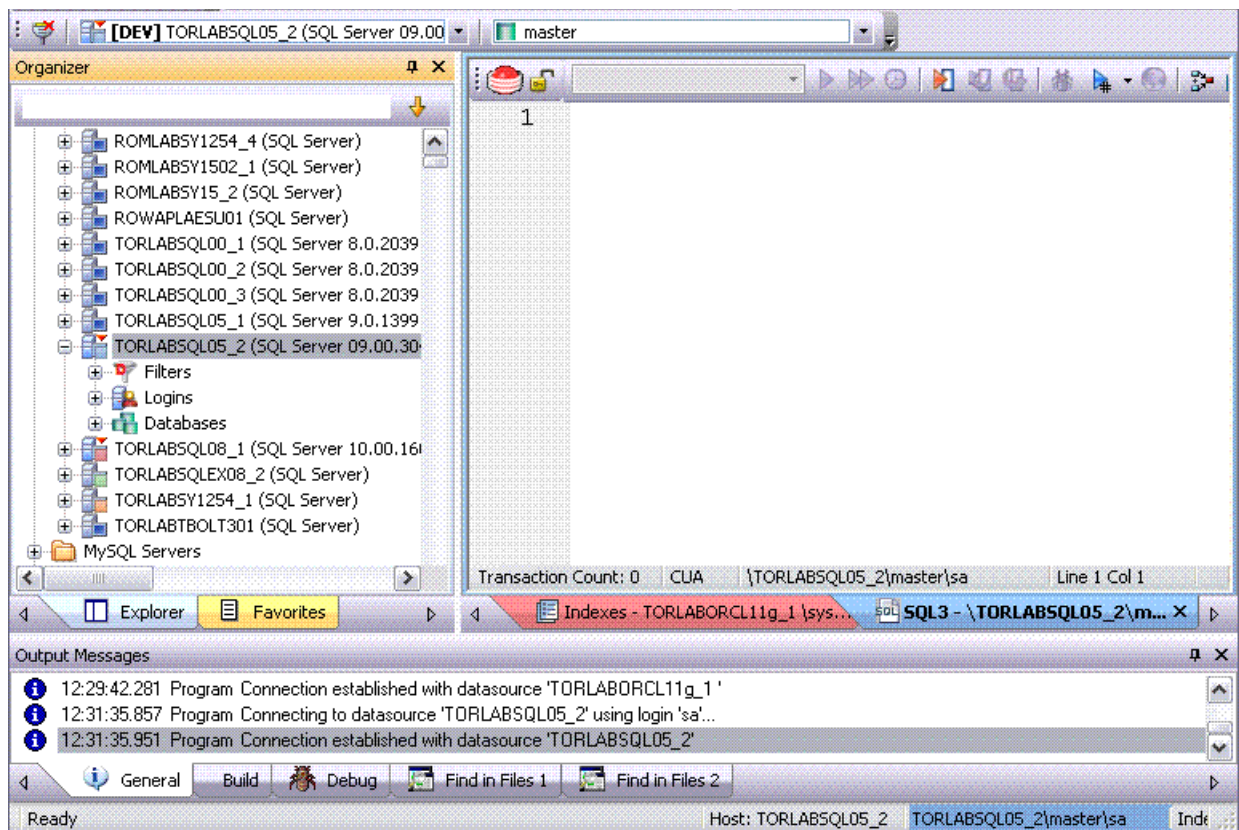 [DEV] TORLABSQL05_2 (SQL Server 09.00
master
Organizer
ROMLABSY1254_4 (SQL Server)
ROMLABSY1502_1 (SQL Server)
ROMLABSY15_2 (SQL Server)
ROWAPLAESU01 (SQL Server)
TORLABSQL00_1 (SQL Server 8.0.2039
TORLABSQL00_2 (SQL Server 8.0.2039
TORLABSQL00_3 (SQL Server 8.0.2039
TORLABSQL05_1 (SQL Server 9.0.1399
TORLABSQL05_2 (SQL Server 09.00.30
Filters
Logins
Databases
TORLABSQL08_1 (SQL Server 10.00.16
TORLABSQLEX08_2 (SQL Server)
TORLABSY1254_1 (SQL Server)
TORLABTBOLT301 (SQL Server)
MySQL Servers
Explorer
Favorites
1
Transaction Count: 0 CUA \TORLABSQL05_2\master\sa Line 1 Col 1
Indexes - TORLABORCL11g_1 \sys...
SQL3 - \TORLABSQL05_2\m...
Output Messages
12:29:42.281 Program Connection established with datasource 'TORLABORCL11g_1 '
12:31:35.857 Program Connecting to datasource 'TORLABSQL05_2' using login 'sa'...
12:31:35.951 Program Connection established with datasource 'TORLABSQL05_2'
General Build Debug Find in Files 1 Find in Files 2
Ready Host: TORLABSQL05_2 TORLABSQL05_2\master\sa